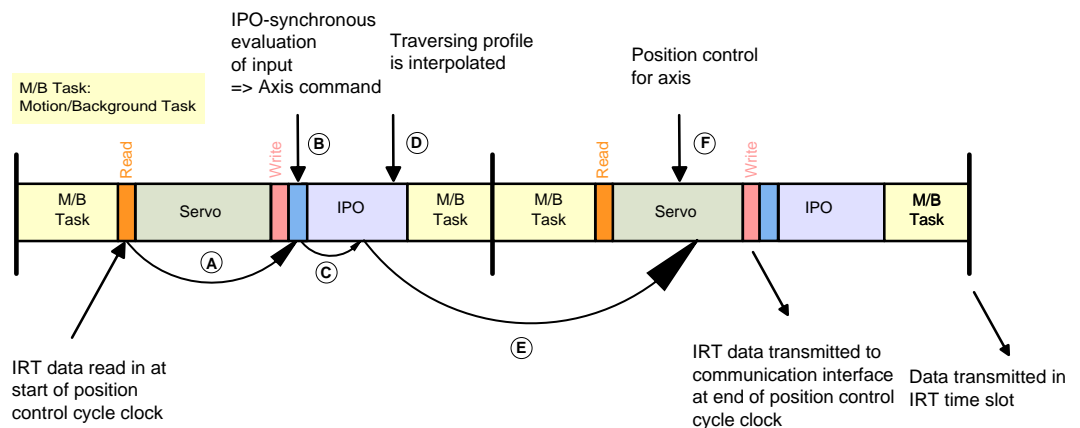 IPO-synchronous
evaluation
of input
=> Axis command
Traversing profile
is interpolated
Position control
for axis
M/B Task:
Motion/Background Task
B
D
F
Read
Write
Read
Write
M/B
Task
Servo
IPO
M/B
Task
M/B
Task
Servo
IPO
M/B
Task
A
C
E
IRT data read in at
start of position
control cycle clock
IRT data transmitted to
communication interface
at end of position control
cycle clock
Data transmitted in
IRT time slot